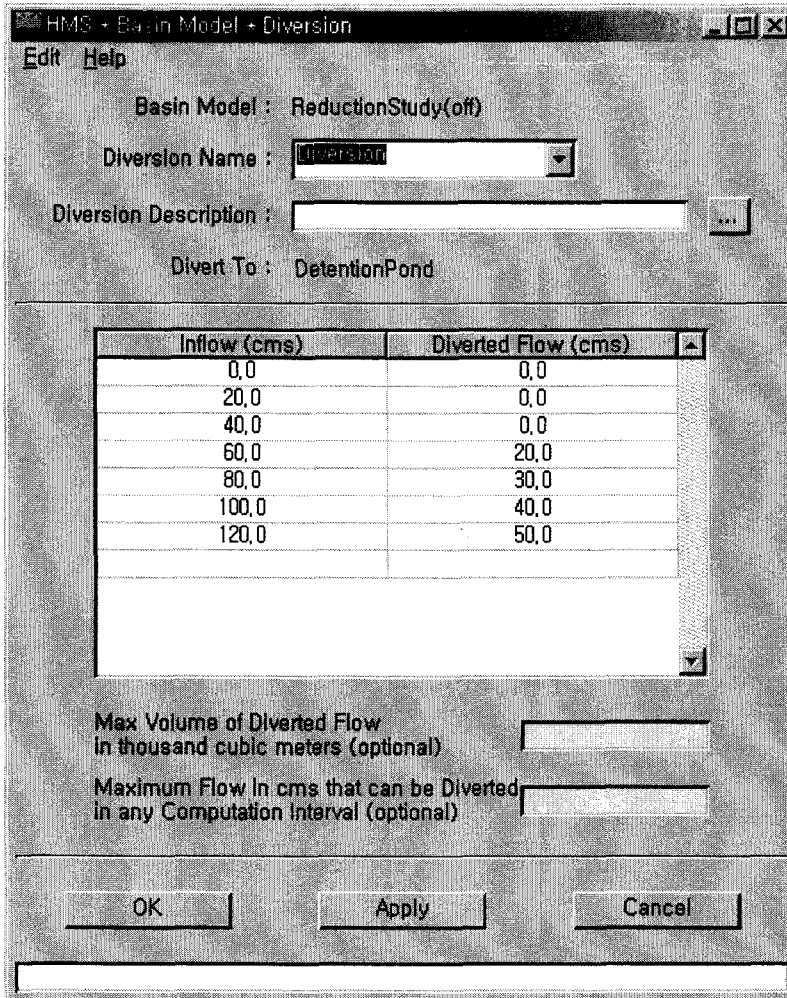 HMS * Basin Model * Diversion
Edit Help
Basin Model : ReductionStudy(off)
Diversion Name : Diversion
Diversion Description : ...
Divert To : DetentionPond
Inflow (cms) Diverted Flow (cms)
0,0 0,0
20,0 0,0
40,0 0,0
60,0 20,0
80,0 30,0
100,0 40,0
120,0 50,0
Max Volume of Diverted Flow
in thousand cubic meters (optional)
Maximum Flow in cms that can be Diverted
in any Computation Interval (optional)
OK Apply Cancel